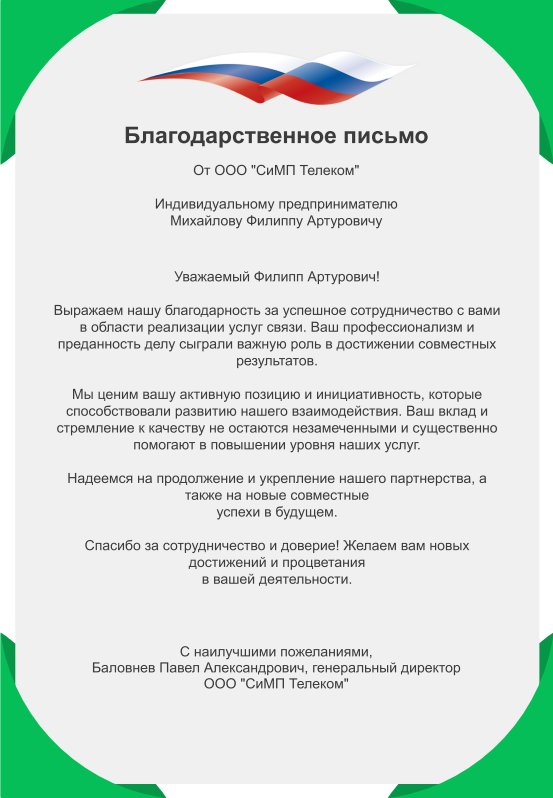 Благодарственное письмо
От ООО "СиМП Телеком"
Индивидуальному предпринимателю
Михайлову Филиппу Артуровичу
Уважаемый Филипп Артурович!
Выражаем нашу благодарность за успешное сотрудничество с вами
в области реализации услуг связи. Ваш профессионализм и
преданность делу сыграли важную роль в достижении совместных
результатов.
Мы ценим вашу активную позицию и инициативность, которые
способствовали развитию нашего взаимодействия. Ваш вклад и
стремление к качеству не остаются незамеченными и существенно
помогают в повышении уровня наших услуг.
Надеемся на продолжение и укрепление нашего партнерства, а
также на новые совместные
успехи в будущем.
Спасибо за сотрудничество и доверие! Желаем вам новых
достижений и процветания
в вашей деятельности.
С наилучшими пожеланиями,
Баловнев Павел Александрович, генеральный директор
ООО "СиМП Телеком"